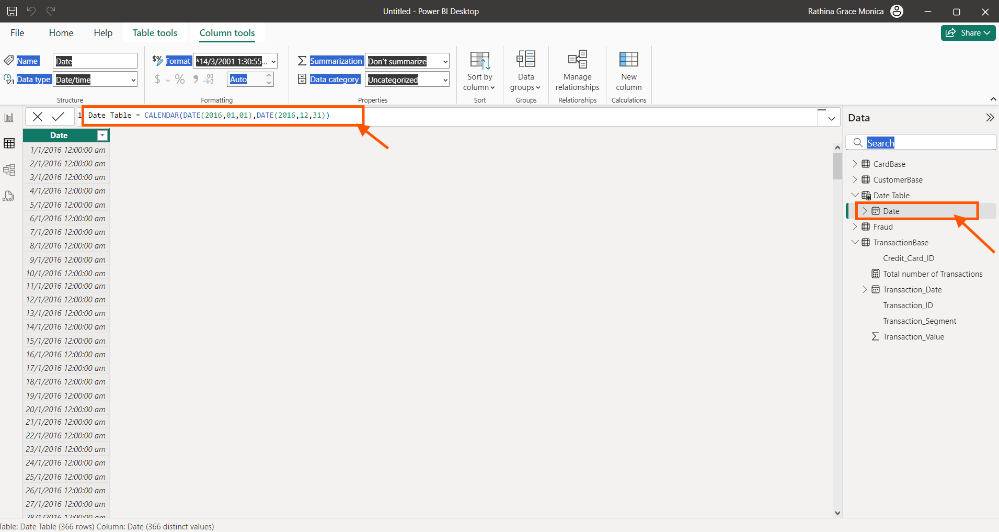 Untitled - Power BI Desktop
Rathina Grace Monica
File Home Help Table tools Column tools
Share
Name Date
Data type Date/time
Structure
Format *14/3/2001 1:30:55...
$ % Auto
Formatting
Summarization Don't summarize
Data category Uncategorized
Properties
Sort by
column
Sort
Data
groups
Groups
Manage
relationships
Relationships
New
column
Calculations
1 Date Table = CALENDAR(DATE(2016,01,01),DATE(2016,12,31))
Date
1/1/2016 12:00:00 am
2/1/2016 12:00:00 am
3/1/2016 12:00:00 am
4/1/2016 12:00:00 am
5/1/2016 12:00:00 am
6/1/2016 12:00:00 am
7/1/2016 12:00:00 am
8/1/2016 12:00:00 am
9/1/2016 12:00:00 am
10/1/2016 12:00:00 am
11/1/2016 12:00:00 am
12/1/2016 12:00:00 am
13/1/2016 12:00:00 am
14/1/2016 12:00:00 am
15/1/2016 12:00:00 am
16/1/2016 12:00:00 am
17/1/2016 12:00:00 am
18/1/2016 12:00:00 am
19/1/2016 12:00:00 am
20/1/2016 12:00:00 am
21/1/2016 12:00:00 am
22/1/2016 12:00:00 am
23/1/2016 12:00:00 am
24/1/2016 12:00:00 am
25/1/2016 12:00:00 am
26/1/2016 12:00:00 am
27/1/2016 12:00:00 am
28/1/2016 12:00:00 am
Data
Search
CardBase
CustomerBase
Date Table
Date
Fraud
TransactionBase
Credit_Card_ID
Total number of Transactions
Transaction_Date
Transaction_ID
Transaction_Segment
Transaction_Value
Table: Date Table (366 rows) Column: Date (366 distinct values)